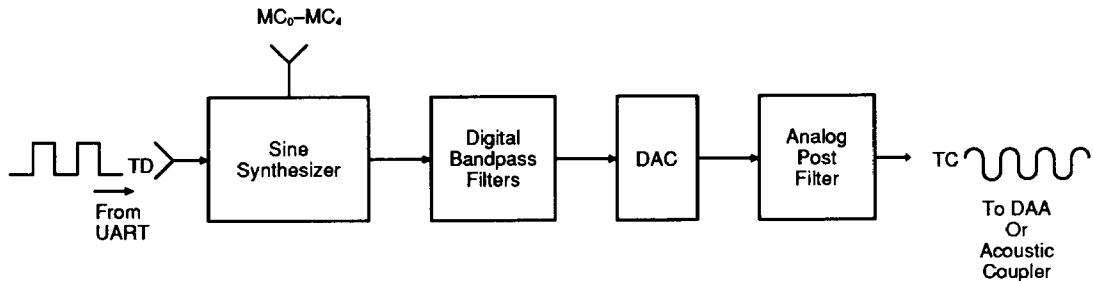 MC₀–MC₄
TD
From
UART
Sine
Synthesizer
Digital
Bandpass
Filters
DAC
Analog
Post
Filter
TC
To DAA
Or
Acoustic
Coupler